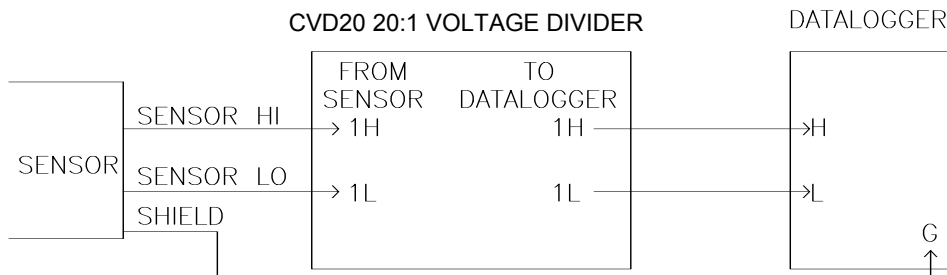 CVD20 20:1 VOLTAGE DIVIDER
DATALOGGER
FROM SENSOR
TO DATALOGGER
SENSOR
SENSOR HI
1H
1H
H
SENSOR LO
1L
1L
L
SHIELD
G